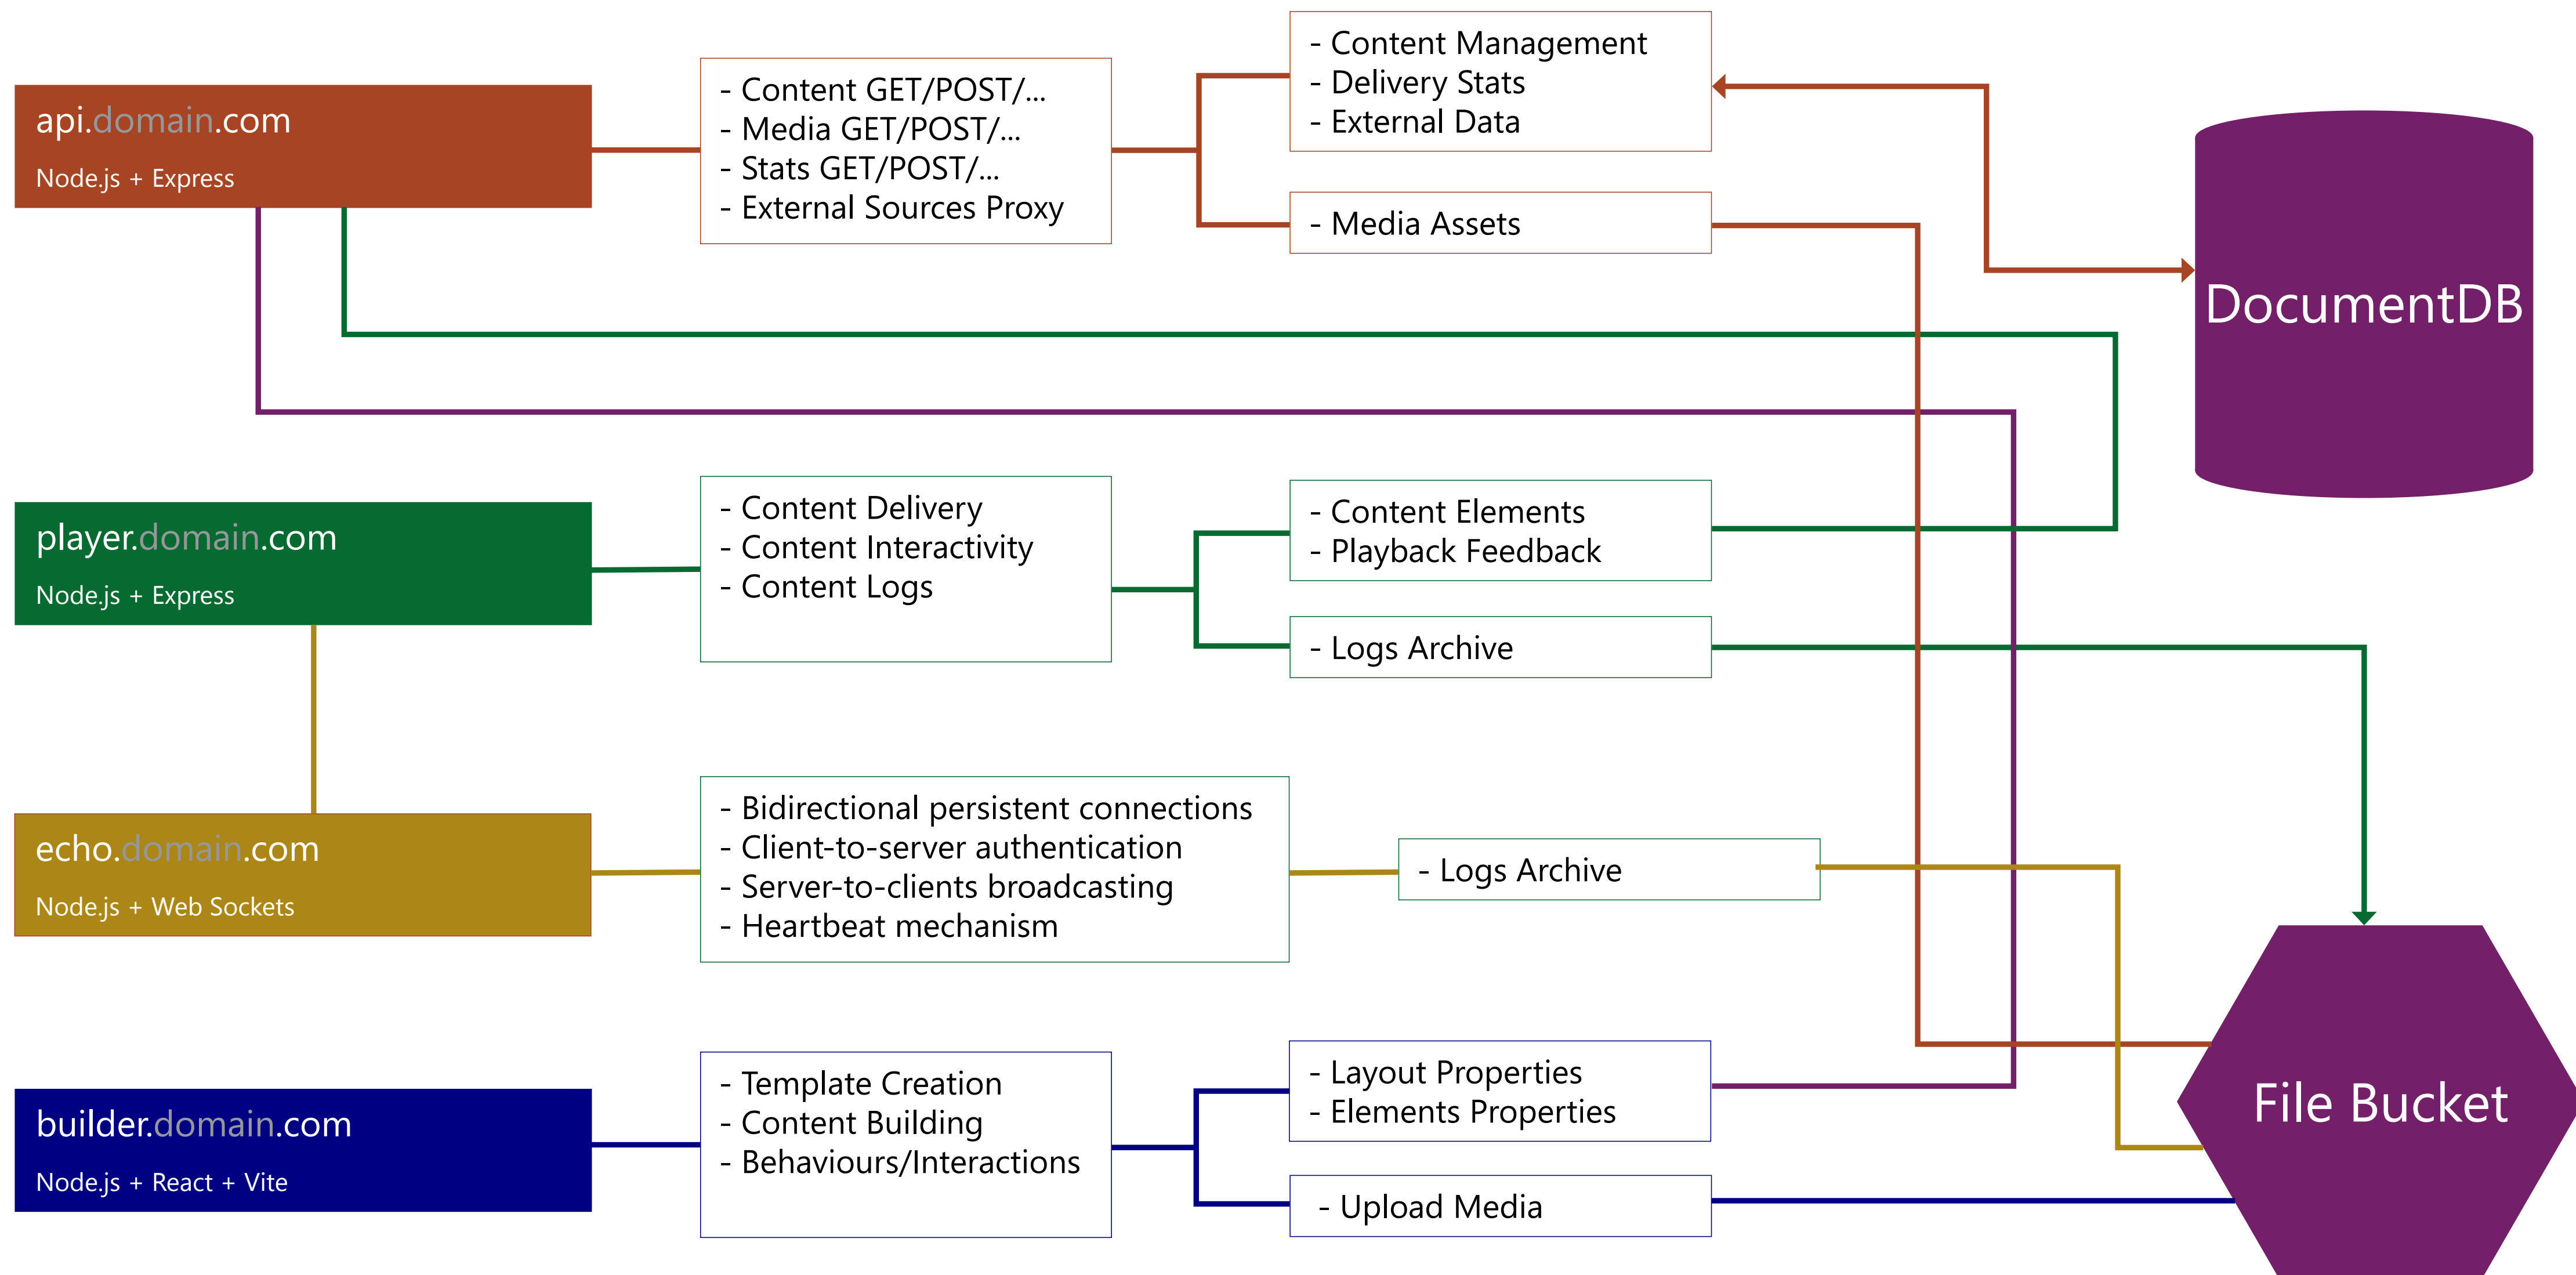 api.domain.com
Node.js + Express
- Content GET/POST/...
- Media GET/POST/...
- Stats GET/POST/...
- External Sources Proxy
- Content Management
- Delivery Stats
- External Data
- Media Assets
DocumentDB
player.domain.com
Node.js + Express
- Content Delivery
- Content Interactivity
- Content Logs
- Content Elements
- Playback Feedback
- Logs Archive
echo.domain.com
Node.js + Web Sockets
- Bidirectional persistent connections
- Client-to-server authentication
- Server-to-clients broadcasting
- Heartbeat mechanism
- Logs Archive
builder.domain.com
Node.js + React + Vite
- Template Creation
- Content Building
- Behaviours/Interactions
- Layout Properties
- Elements Properties
- Upload Media
File Bucket